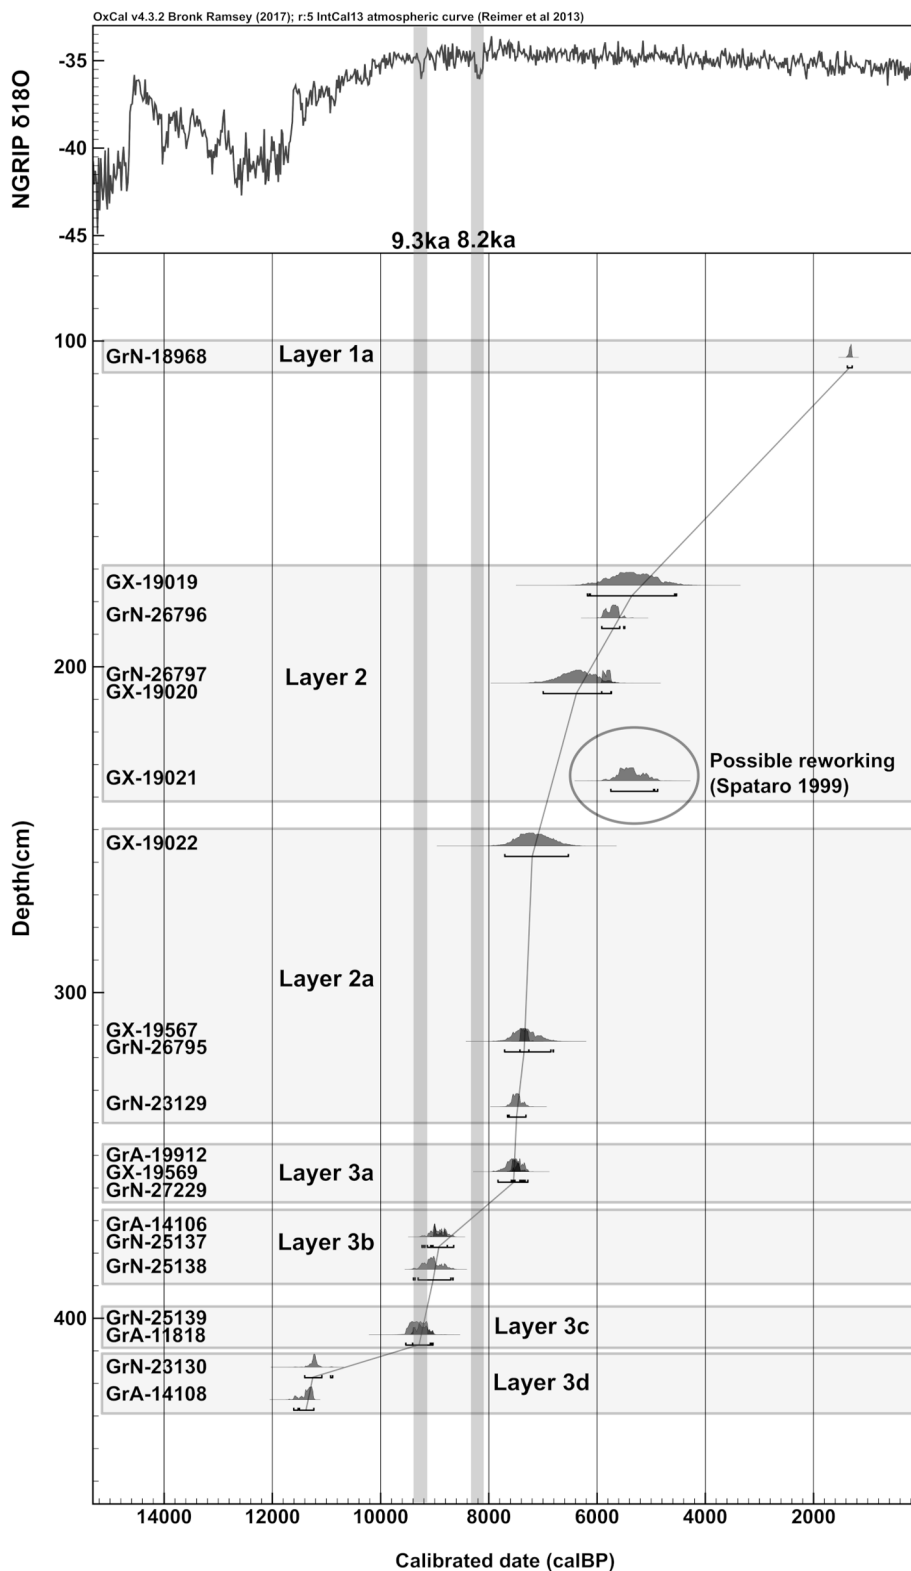 OxCal v4.3.2 Bronk Ramsey (2017); r:5 IntCal13 atmospheric curve (Reimer et al 2013)
NGRIP δ18O
-35
-40
-45
9.3ka 8.2ka
Depth(cm)
100
GrN-18968 Layer 1a
GX-19019
GrN-26796
200
GrN-26797
GX-19020
Layer 2
GX-19021
Possible reworking
(Spataro 1999)
GX-19022
Layer 2a
300
GX-19567
GrN-26795
GrN-23129
GrA-19912
GX-19569
GrN-27229
Layer 3a
GrA-14106
GrN-25137
GrN-25138
Layer 3b
400
GrN-25139
GrA-11818
Layer 3c
GrN-23130
GrA-14108
Layer 3d
14000 12000 10000 8000 6000 4000 2000
Calibrated date (calBP)